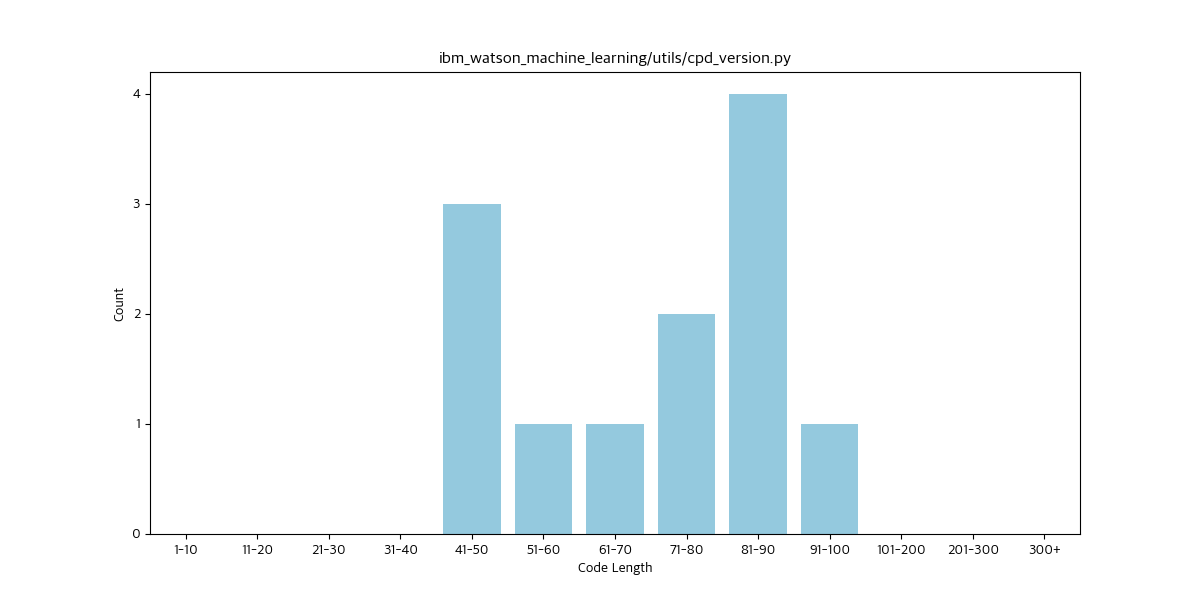 ibm_watson_machine_learning/utils/cpd_version.py
Count
4
3
2
1
0
1-10 11-20 21-30 31-40 41-50 51-60 61-70 71-80 81-90 91-100 101-200 201-300 300+
Code Length